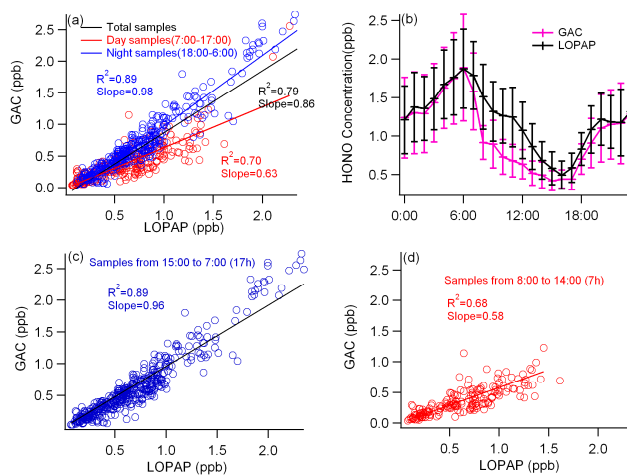 (a)
Total samples
Day samples(7:00-17:00)
Night samples(18:00-6:00)
R²=0.89
Slope=0.98
R²=0.79
Slope=0.86
R²=0.70
Slope=0.63
GAC (ppb)
2.5
2.0
1.5
1.0
0.5
0.0
0.5
1.0
1.5
2.0
LOPAP (ppb)
(b)
GAC
LOPAP
HONO Concentration(ppb)
2.5
2.0
1.5
1.0
0.5
0:00
6:00
12:00
18:00
(c)
Samples from 15:00 to 7:00 (17h)
R²=0.89
Slope=0.96
GAC (ppb)
2.5
2.0
1.5
1.0
0.5
0.5
1.0
1.5
2.0
LOPAP (ppb)
(d)
Samples from 8:00 to 14:00 (7h)
R²=0.68
Slope=0.58
GAC (ppb)
2.5
2.0
1.5
1.0
0.5
0.0
0.5
1.0
1.5
2.0
LOPAP (ppb)